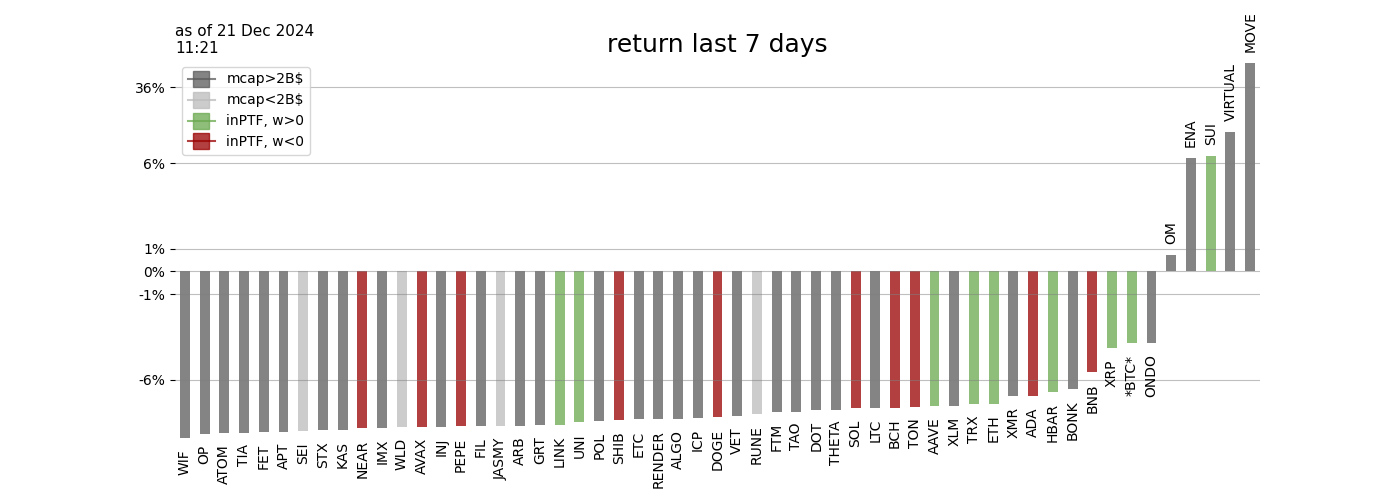 as of 21 Dec 2024
11:21
return last 7 days
mcap>2B$
mcap<2B$
inPTF, w>0
inPTF, w<0
36%
6%
1%
0%
-1%
-6%
WIF
OP
ATOM
TIA
FET
APT
SEI
STX
KAS
NEAR
IMX
WLD
AVAX
INJ
PEPE
FIL
JASMY
ARB
GRT
LINK
UNI
POL
SHIB
ETC
RENDER
ALGO
ICP
DOGE
VET
RUNE
FTM
TAO
DOT
THETA
SOL
LTC
BCH
TON
AAVE
XLM
TRX
ETH
XMR
ADA
HBAR
BONK
BNB
XRP
*BTC*
ONDO
OM
ENA
SUI
VIRTUAL
MOVE